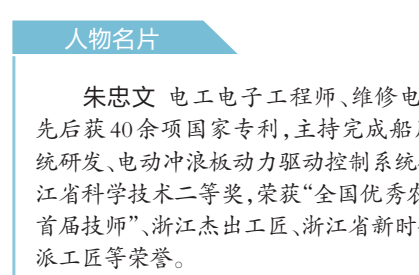 人物名片
朱忠文 电工电子工程师、维修电
先后获40余项国家专利,主持完成船
统研发、电动冲浪板动力驱动控制系统
江省科学技术二等奖,荣获“全国优秀农
首届技师”、浙江杰出工匠、浙江省新时
派工匠等荣誉。